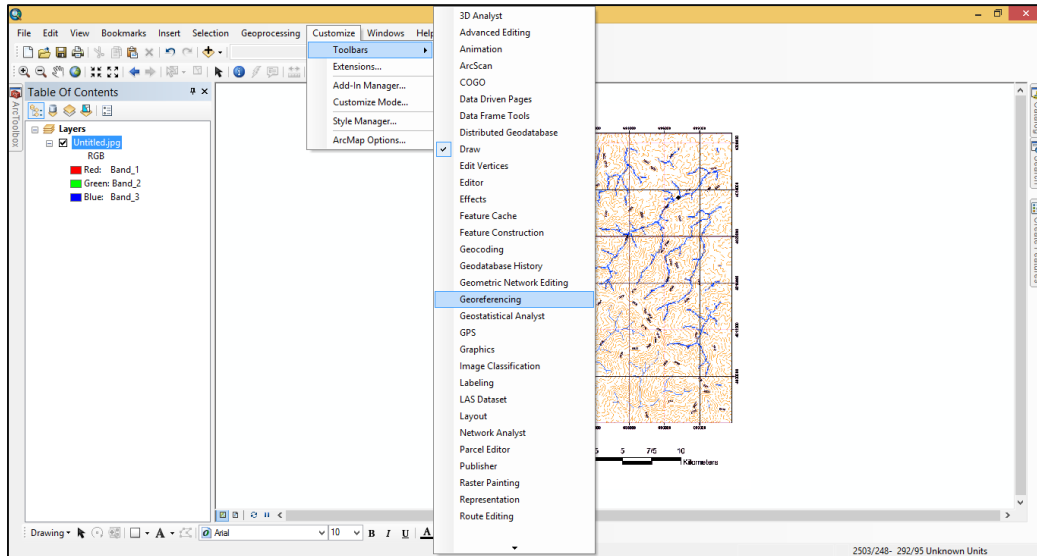 File Edit View Bookmarks Insert Selection Geoprocessing Customize Windows Help
Toolbars
Extensions...
Add-In Manager...
Customize Mode...
Style Manager...
ArcMap Options...
3D Analyst
Advanced Editing
Animation
ArcScan
COGO
Data Driven Pages
Data Frame Tools
Distributed Geodatabase
Draw
Edit Vertices
Editor
Effects
Feature Cache
Feature Construction
Geocoding
Geodatabase History
Geometric Network Editing
Georeferencing
Geostatistical Analyst
GPS
Graphics
Image Classification
Labeling
LAS Dataset
Layout
Network Analyst
Parcel Editor
Publisher
Raster Painting
Representation
Route Editing
ArcToolbox
Table Of Contents
Layers
Untitled.jpg
RGB
Red: Band_1
Green: Band_2
Blue: Band_3
5 7/5 10
Kilometers
Drawing A Arial 10 B I U A
2503/248- 292/95 Unknown Units